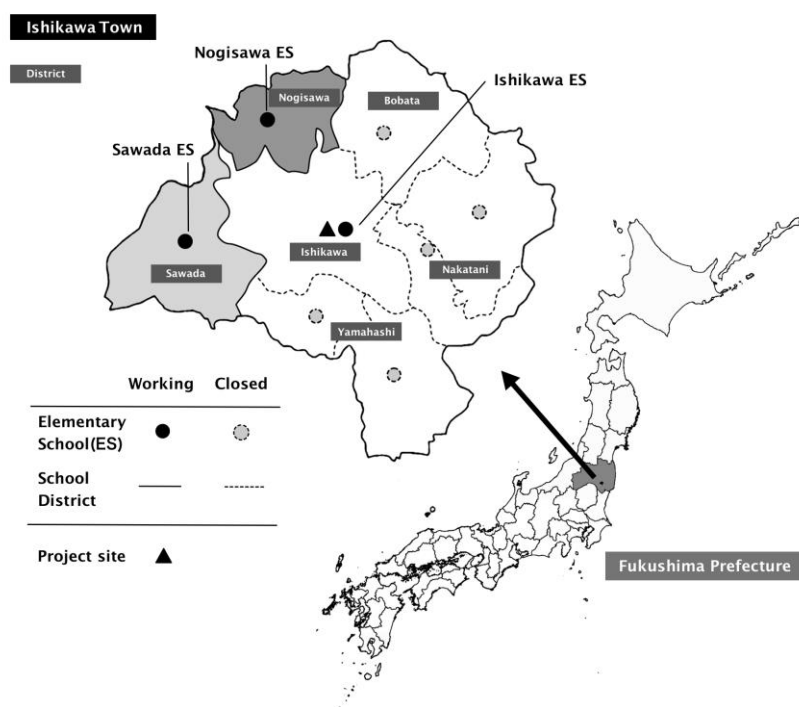 Ishikawa Town
District
Nogisawa ES
Ishikawa ES
Sawada ES
Nogisawa
Bobata
Ishikawa
Nakatani
Sawada
Yamahashi
Working Closed
Elementary
School(ES)
School
District
Project site
Fukushima Prefecture